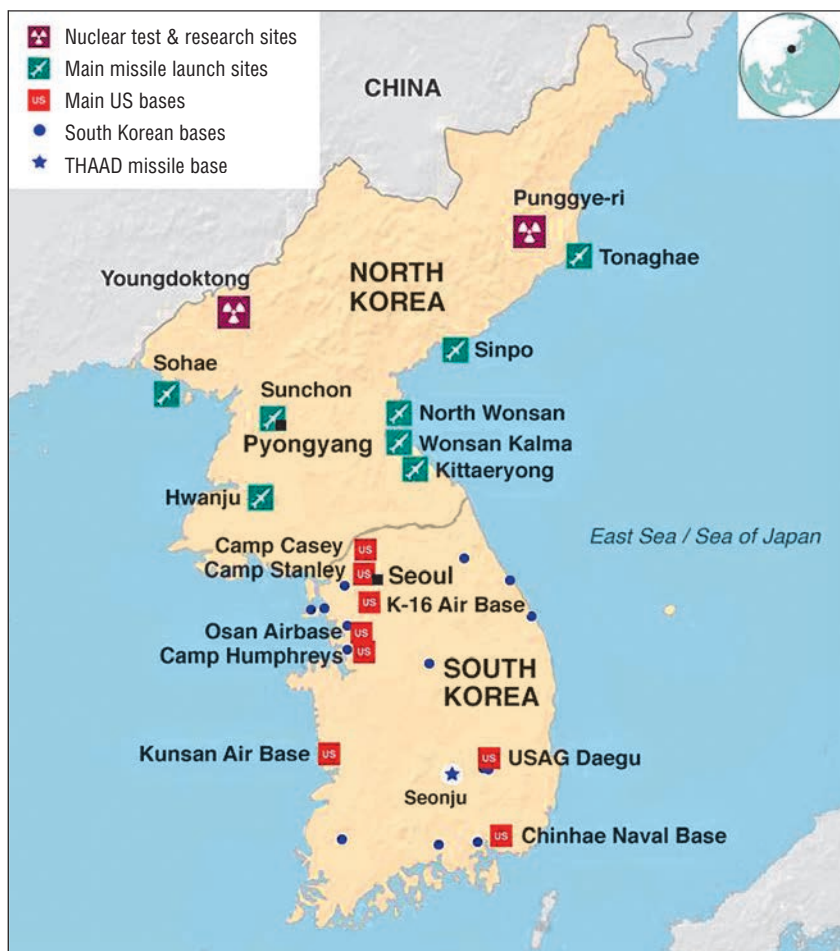 Nuclear test & research sites
Main missile launch sites
US
Main US bases
South Korean bases
THAAD missile base
CHINA
Punggye-ri
Tonaghae
NORTH
KOREA
Youngdoktong
Sinpo
Sohae
Sunchon
North Wonsan
Pyongyang
Wonsan Kalma
Kittaeryong
Hwanju
East Sea / Sea of Japan
Camp Casey
US
Camp Stanley
US
Seoul
US
K-16 Air Base
Osan Airbase
US
Camp Humphreys
US
SOUTH
KOREA
Kunsan Air Base
US
US
USAG Daegu
Seonju
US
Chinhae Naval Base